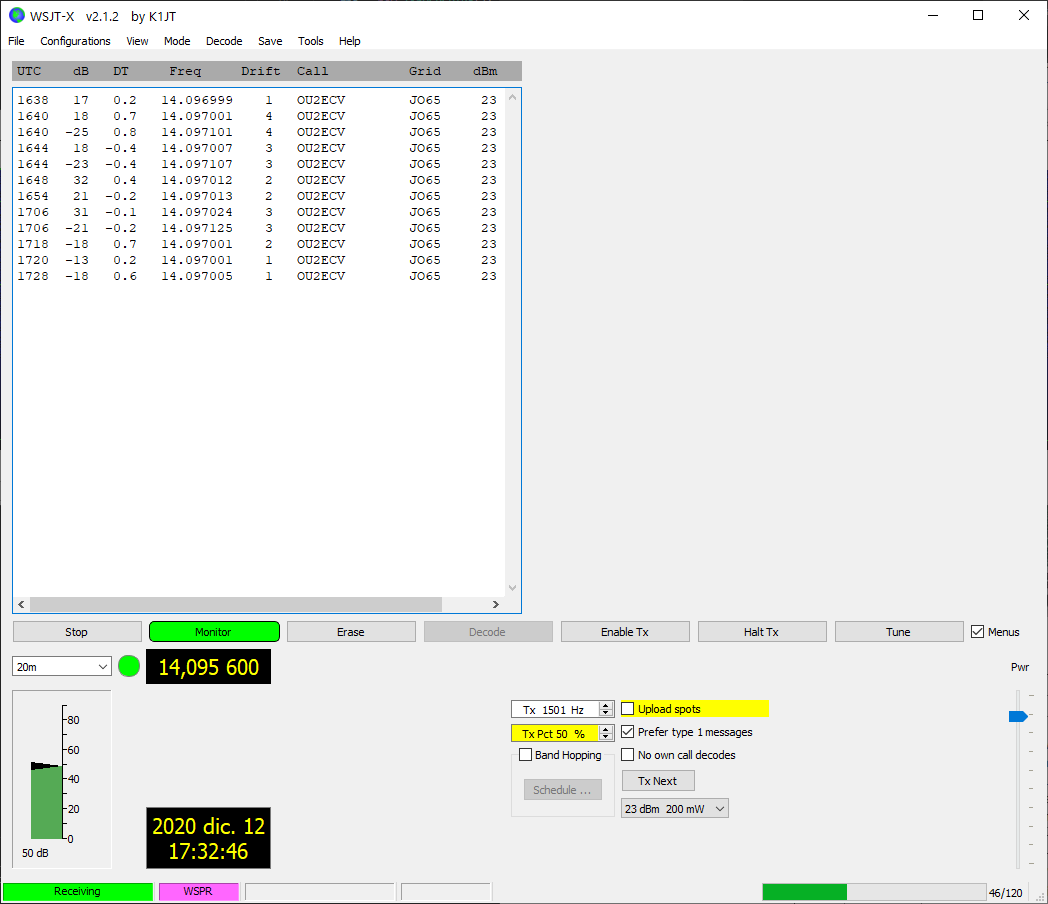 WSJT-X v2.1.2 by K1JT
File Configurations View Mode Decode Save Tools Help
UTC dB DT Freq Drift Call Grid dBm
1638 17 0.2 14.096999 1 OU2ECV JO65 23
1640 18 0.7 14.097001 4 OU2ECV JO65 23
1640 -25 0.8 14.097101 4 OU2ECV JO65 23
1644 18 -0.4 14.097007 3 OU2ECV JO65 23
1644 -23 -0.4 14.097107 3 OU2ECV JO65 23
1648 32 0.4 14.097012 2 OU2ECV JO65 23
1654 21 -0.2 14.097013 2 OU2ECV JO65 23
1706 31 -0.1 14.097024 3 OU2ECV JO65 23
1706 -21 -0.2 14.097125 3 OU2ECV JO65 23
1718 -18 0.7 14.097001 2 OU2ECV JO65 23
1720 -13 0.2 14.097001 1 OU2ECV JO65 23
1728 -18 0.6 14.097005 1 OU2ECV JO65 23
Stop Monitor Erase Decode Enable Tx Halt Tx Tune Menus
20m 14,095 600 Pwr
Tx 1501 Hz Upload spots
Tx Pct 50 % Prefer type 1 messages
Band Hopping No own call decodes
Schedule ... Tx Next
23 dBm 200 mW
80
60
40
20
0
50 dB
2020 dic. 12
17:32:46
Receiving WSPR 46/120